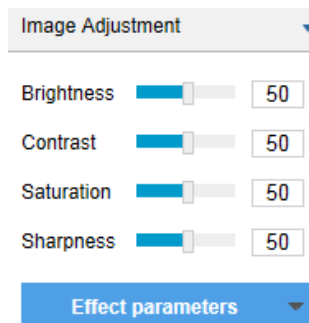 Image Adjustment
Brightness 50
Contrast 50
Saturation 50
Sharpness 50
Effect parameters